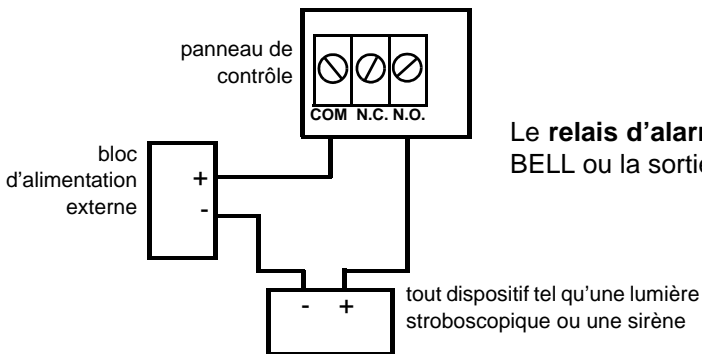 panneau de
contrôle
COM N.C. N.O.
Le relais d'alarr
BELL ou la sortie
bloc
d'alimentation
externe
+
-
- +
tout dispositif tel qu'une lumière
stroboscopique ou une sirène